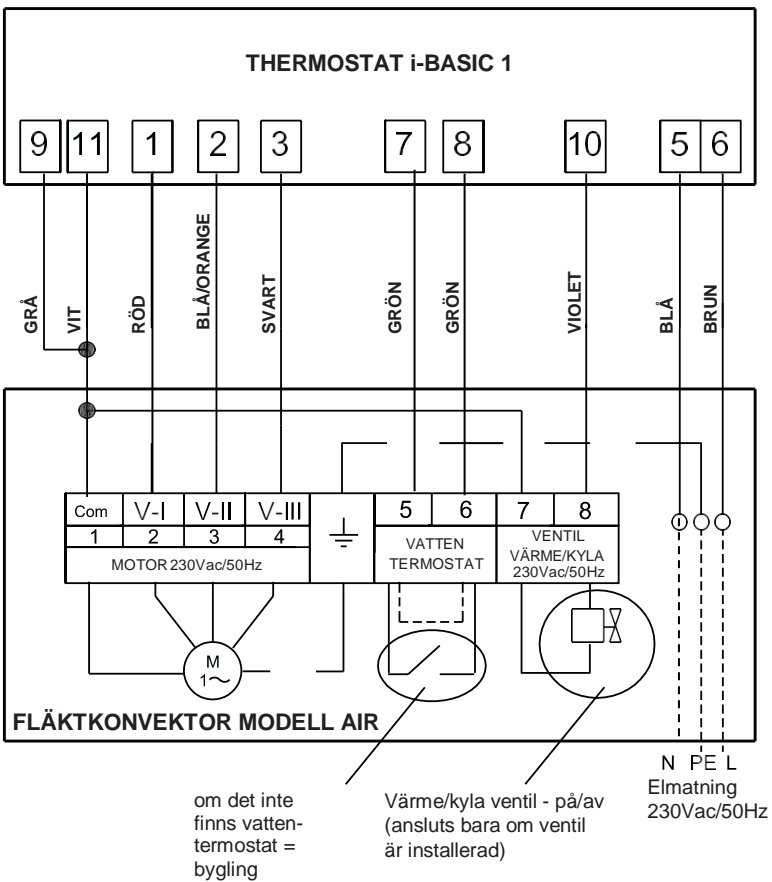 THERMOSTAT i-BASIC 1
9 11 1 2 3 7 8 10 5 6
GRÅ
VIT
RÖD
BLÅ/ORANGE
SVART
GRÖN
GRÖN
VIOLET
BLÅ
BRUN
Com V-I V-II V-III 5 6 7 8
1 2 3 4
MOTOR 230Vac/50Hz
VATTEN
TERMOSTAT
VENTIL
VÄRME/KYLA
230Vac/50Hz
M
1~
FLÄKTKONVEKTOR MODELL AIR
N PE L
Elmatning
230Vac/50Hz
om det inte
finns vatten-
termostat =
bygling
Värme/kyla ventil - på/av
(ansluts bara om ventil
är installerad)